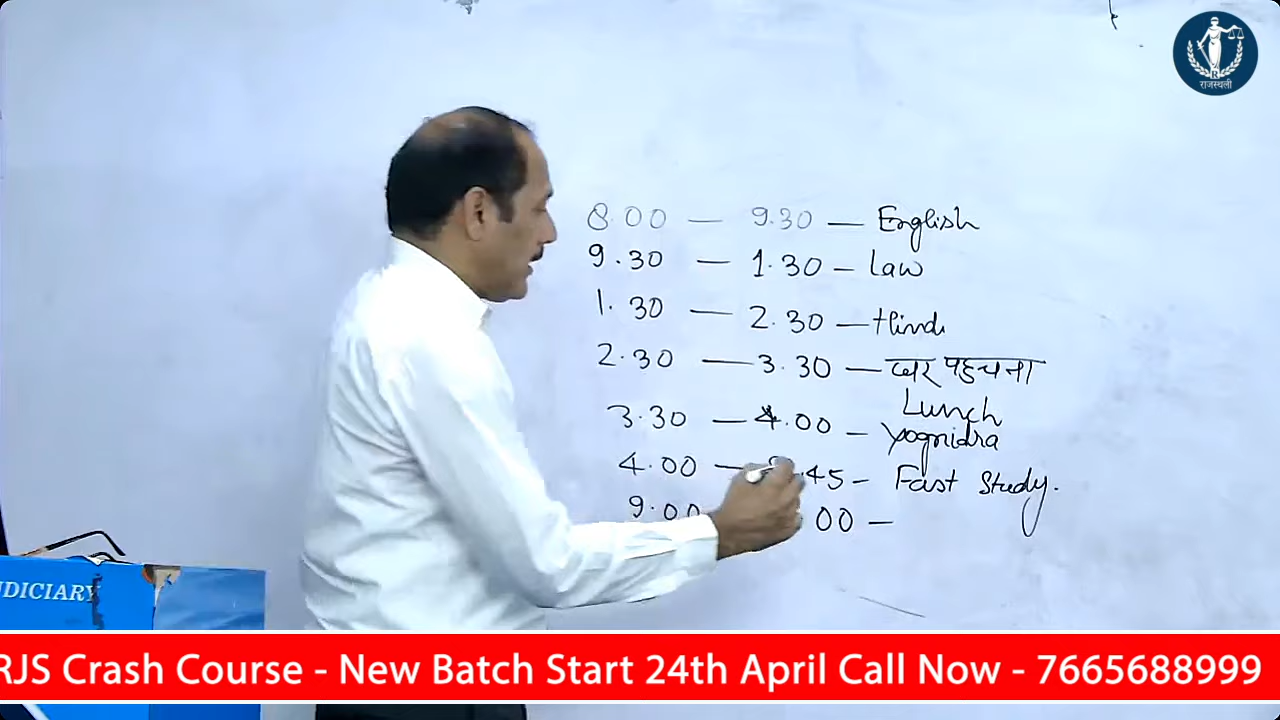 राजस्थली
8.00 — 9.30 — English
9.30 — 1.30 — Law
1.30 — 2.30 — Hindi
2.30 — 3.30 — घर पहुचना
Lunch
3.30 — 4.00 — Yognidra
4.00 — .45 — Fast Study.
9.00 00 —
JUDICIARY
RJS Crash Course - New Batch Start 24th April Call Now - 7665688999